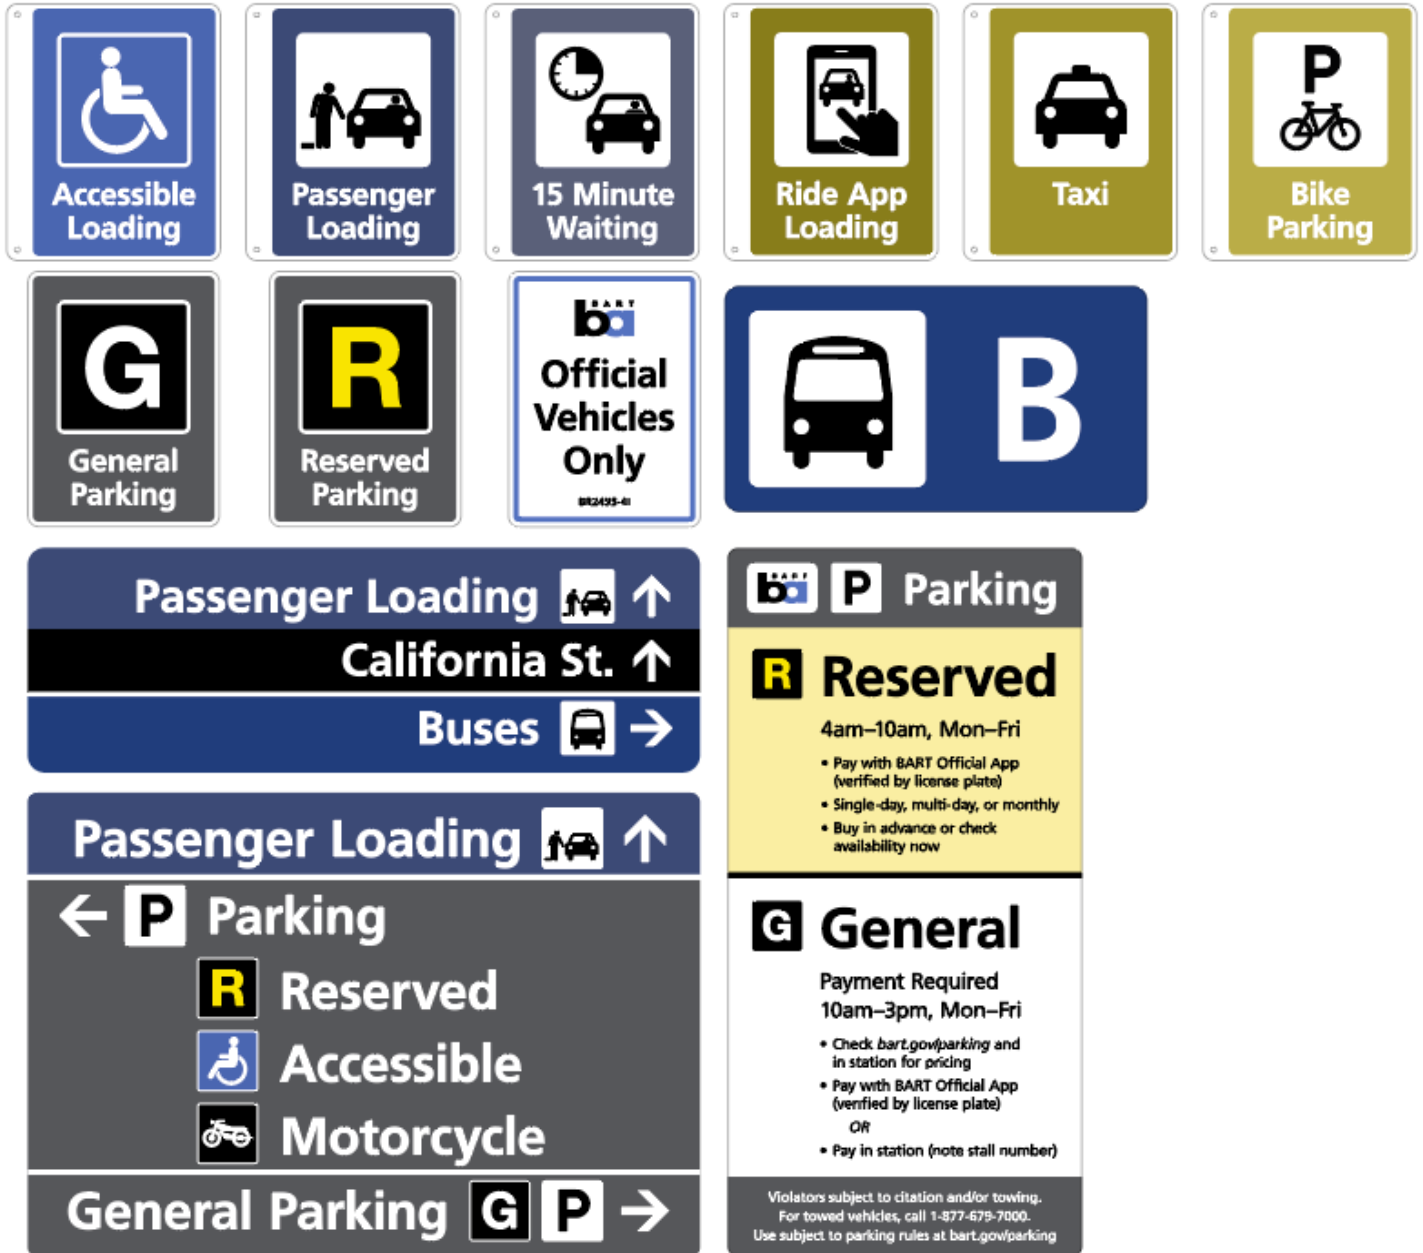 Accessible
Loading
Passenger
Loading
15 Minute
Waiting
Ride App
Loading
Taxi
P
Bike
Parking
G
General
Parking
R
Reserved
Parking
BART
ba
Official
Vehicles
Only
BR2495-41
B
Passenger Loading
California St.
Buses
Passenger Loading
P Parking
R Reserved
Accessible
Motorcycle
General Parking G P
BART
ba P Parking
R Reserved
4am–10am, Mon–Fri
• Pay with BART Official App
(verified by license plate)
• Single-day, multi-day, or monthly
• Buy in advance or check
availability now
G General
Payment Required
10am–3pm, Mon–Fri
• Check bart.gov/parking and
in station for pricing
• Pay with BART Official App
(verified by license plate)
OR
• Pay in station (note stall number)
Violators subject to citation and/or towing.
For towed vehicles, call 1-877-679-7000.
Use subject to parking rules at bart.gov/parking